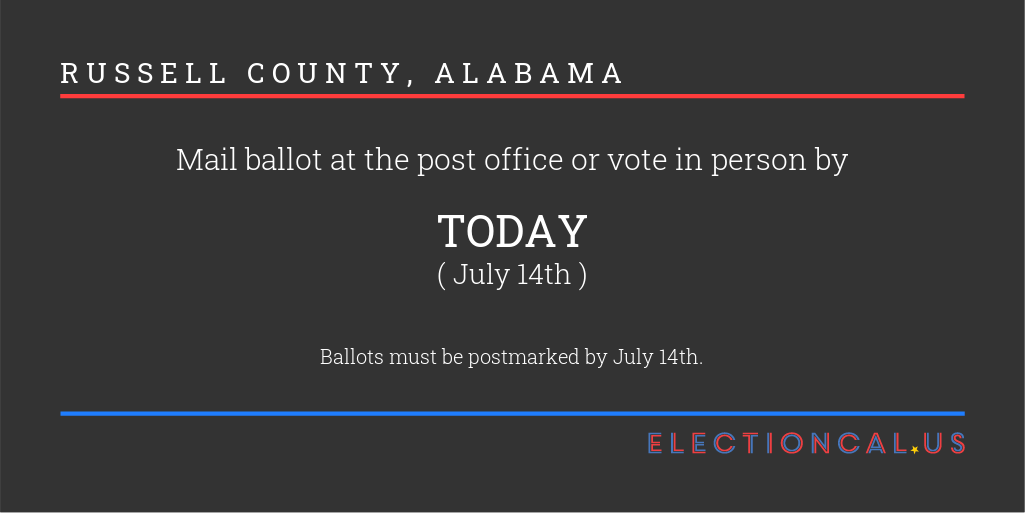 RUSSELL COUNTY, ALABAMA
Mail ballot at the post office or vote in person by
TODAY
( July 14th )
Ballots must be postmarked by July 14th.
ELECTIONCAL.US